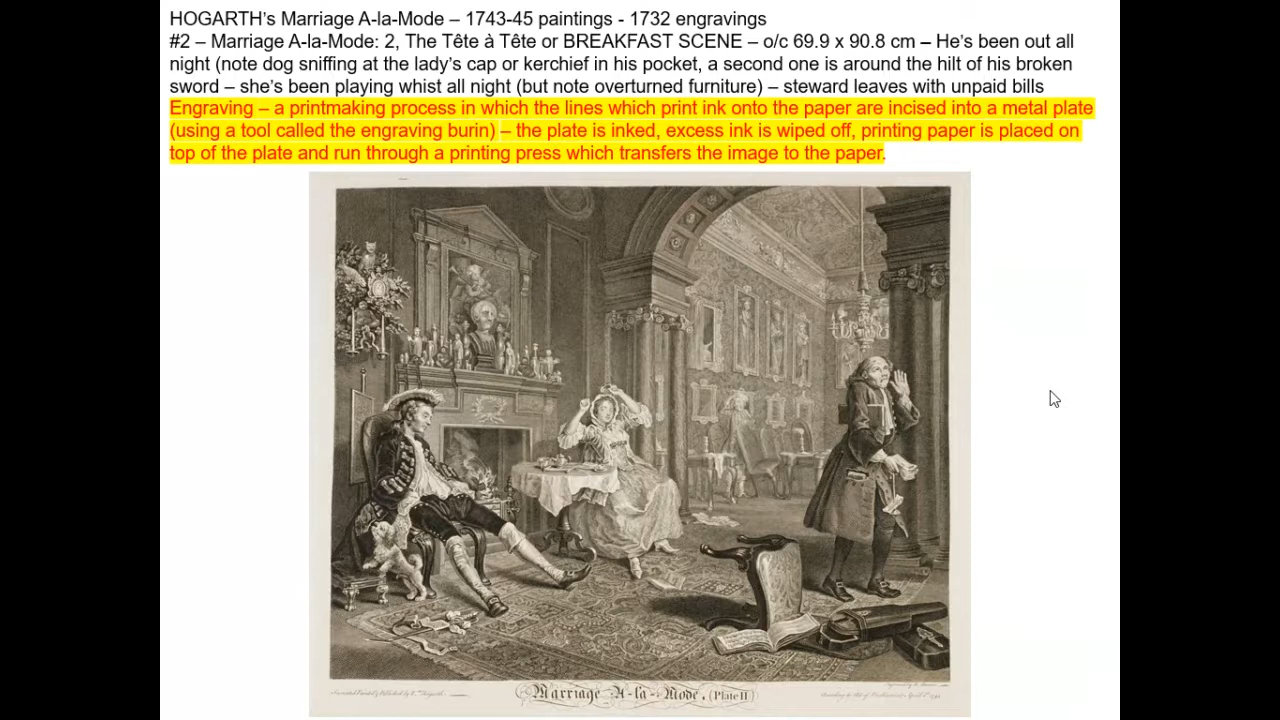 HOGARTH's Marriage A-la-Mode – 1743-45 paintings - 1732 engravings
#2 – Marriage A-la-Mode: 2, The Tête à Tête or BREAKFAST SCENE – o/c 69.9 x 90.8 cm – He's been out all
night (note dog sniffing at the lady's cap or kerchief in his pocket, a second one is around the hilt of his broken
sword – she's been playing whist all night (but note overturned furniture) – steward leaves with unpaid bills
Engraving – a printmaking process in which the lines which print ink onto the paper are incised into a metal plate
(using a tool called the engraving burin) – the plate is inked, excess ink is wiped off, printing paper is placed on
top of the plate and run through a printing press which transfers the image to the paper.
Marriage A-la-Mode, (Plate II)